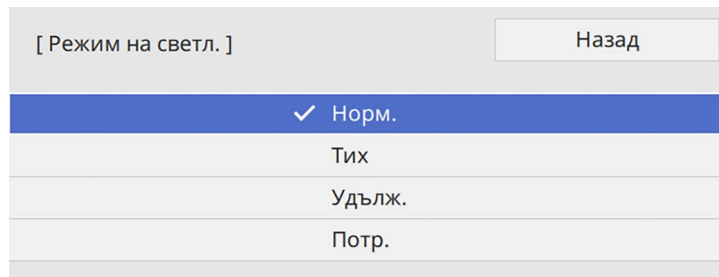 [ Режим на светл. ]
Назад
Норм.
Тих
Удълж.
Потр.